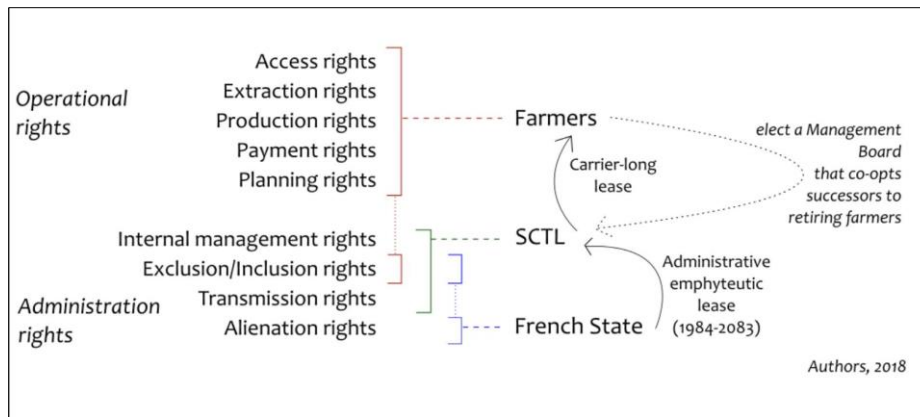 Operational
rights
Access rights
Extraction rights
Production rights
Payment rights
Planning rights
Farmers
Carrier-long
lease
elect a Management
Board
that co-opts
successors to
retiring farmers
Administration
rights
Internal management rights
Exclusion/Inclusion rights
Transmission rights
Alienation rights
SCTL
French State
Administrative
emphyteutic
lease
(1984-2083)
Authors, 2018